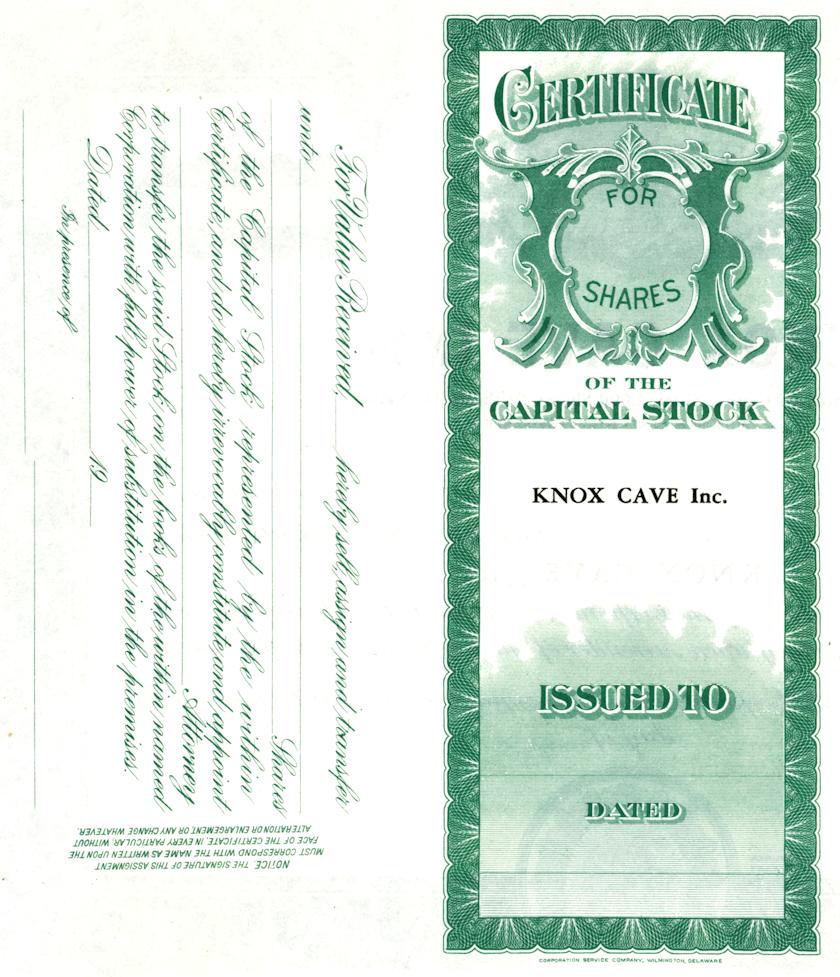 For Value Received, hereby sell, assign and transfer
unto
Shares
of the Capital Stock represented by the within
Certificate, and do hereby irrevocably constitute and appoint
Attorney
to transfer the said Stock on the books of the within named
Corporation with full power of substitution in the premises.
Dated 19
In presence of
NOTICE. THE SIGNATURE OF THIS ASSIGNMENT
MUST CORRESPOND WITH THE NAME AS WRITTEN UPON THE
FACE OF THE CERTIFICATE, IN EVERY PARTICULAR, WITHOUT
ALTERATION OR ENLARGEMENT OR ANY CHANGE WHATEVER.
CERTIFICATE
FOR
SHARES
OF THE
CAPITAL STOCK
KNOX CAVE Inc.
ISSUED TO
DATED
CORPORATION SERVICE COMPANY, WILMINGTON, DELAWARE